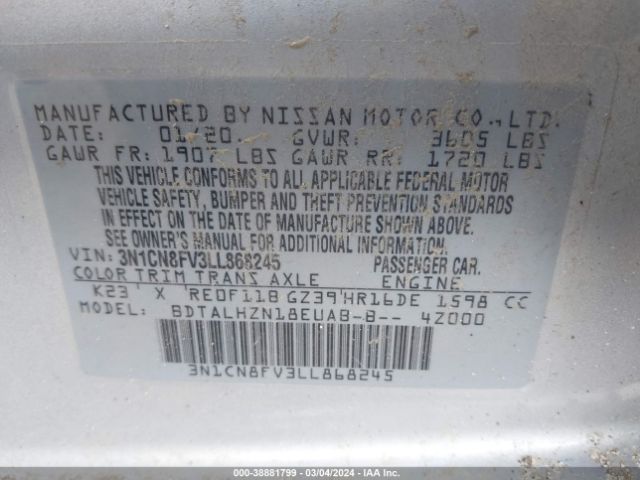 MANUFACTURED BY NISSAN MOTOR CO., LTD.
DATE: 01/20. GVWR: 3605 LBS
GAWR FR: 1907 LBS GAWR RR: 1720 LBS
THIS VEHICLE CONFORMS TO ALL APPLICABLE FEDERAL MOTOR
VEHICLE SAFETY, BUMPER AND THEFT PREVENTION STANDARDS
IN EFFECT ON THE DATE OF MANUFACTURE SHOWN ABOVE.
SEE OWNER'S MANUAL FOR ADDITIONAL INFORMATION.
VIN: 3N1CN8FV3LL868245 PASSENGER CAR.
COLOR TRIM TRANS AXLE ENGINE
K23 X RE0F11B GZ39 HR16DE 1598 CC
MODEL: BDTALHZN18EUAB-B-- 4Z000
3N1CN8FV3LL868245
COPART-FREE 000 - 38881799 - 03/04/2024 - IAA Inc.